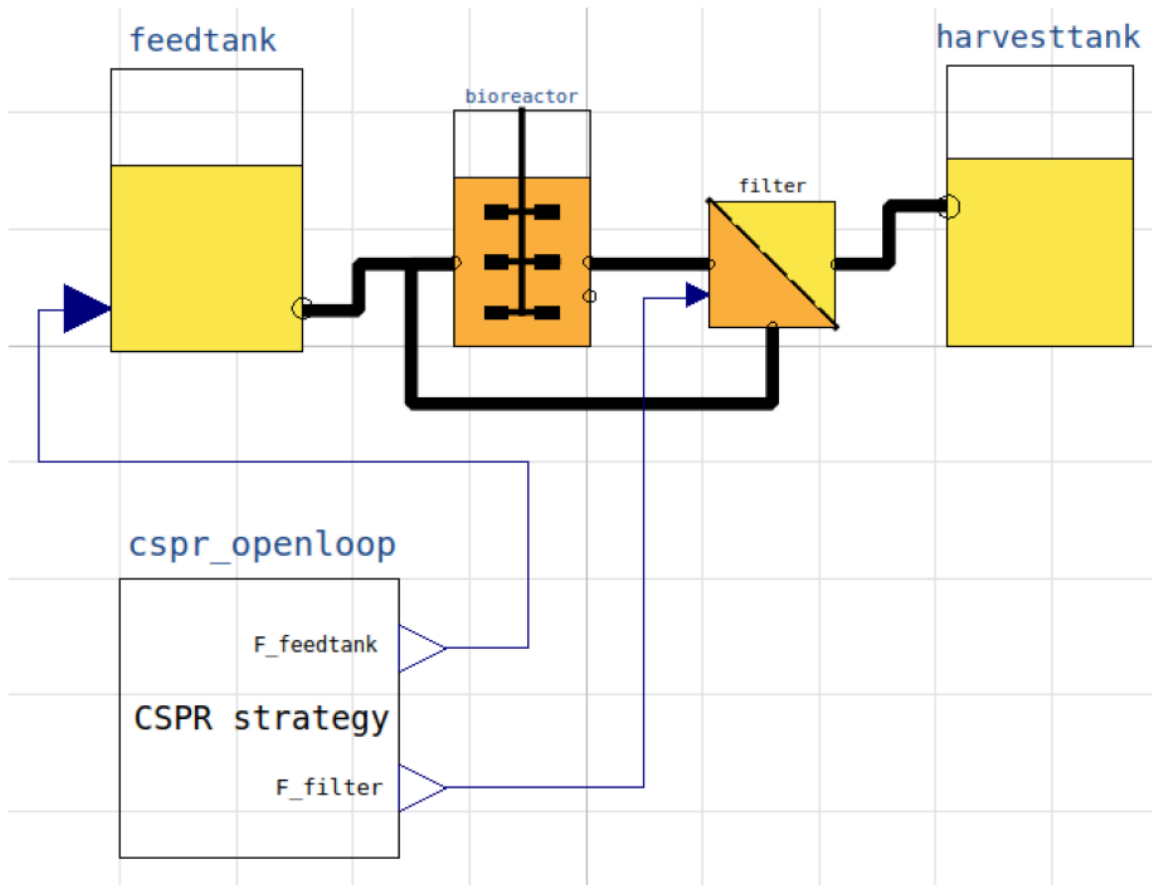 feedtank
harvesttank
bioreactor
filter
cspr_openloop
F_feedtank
CSPR strategy
F_filter